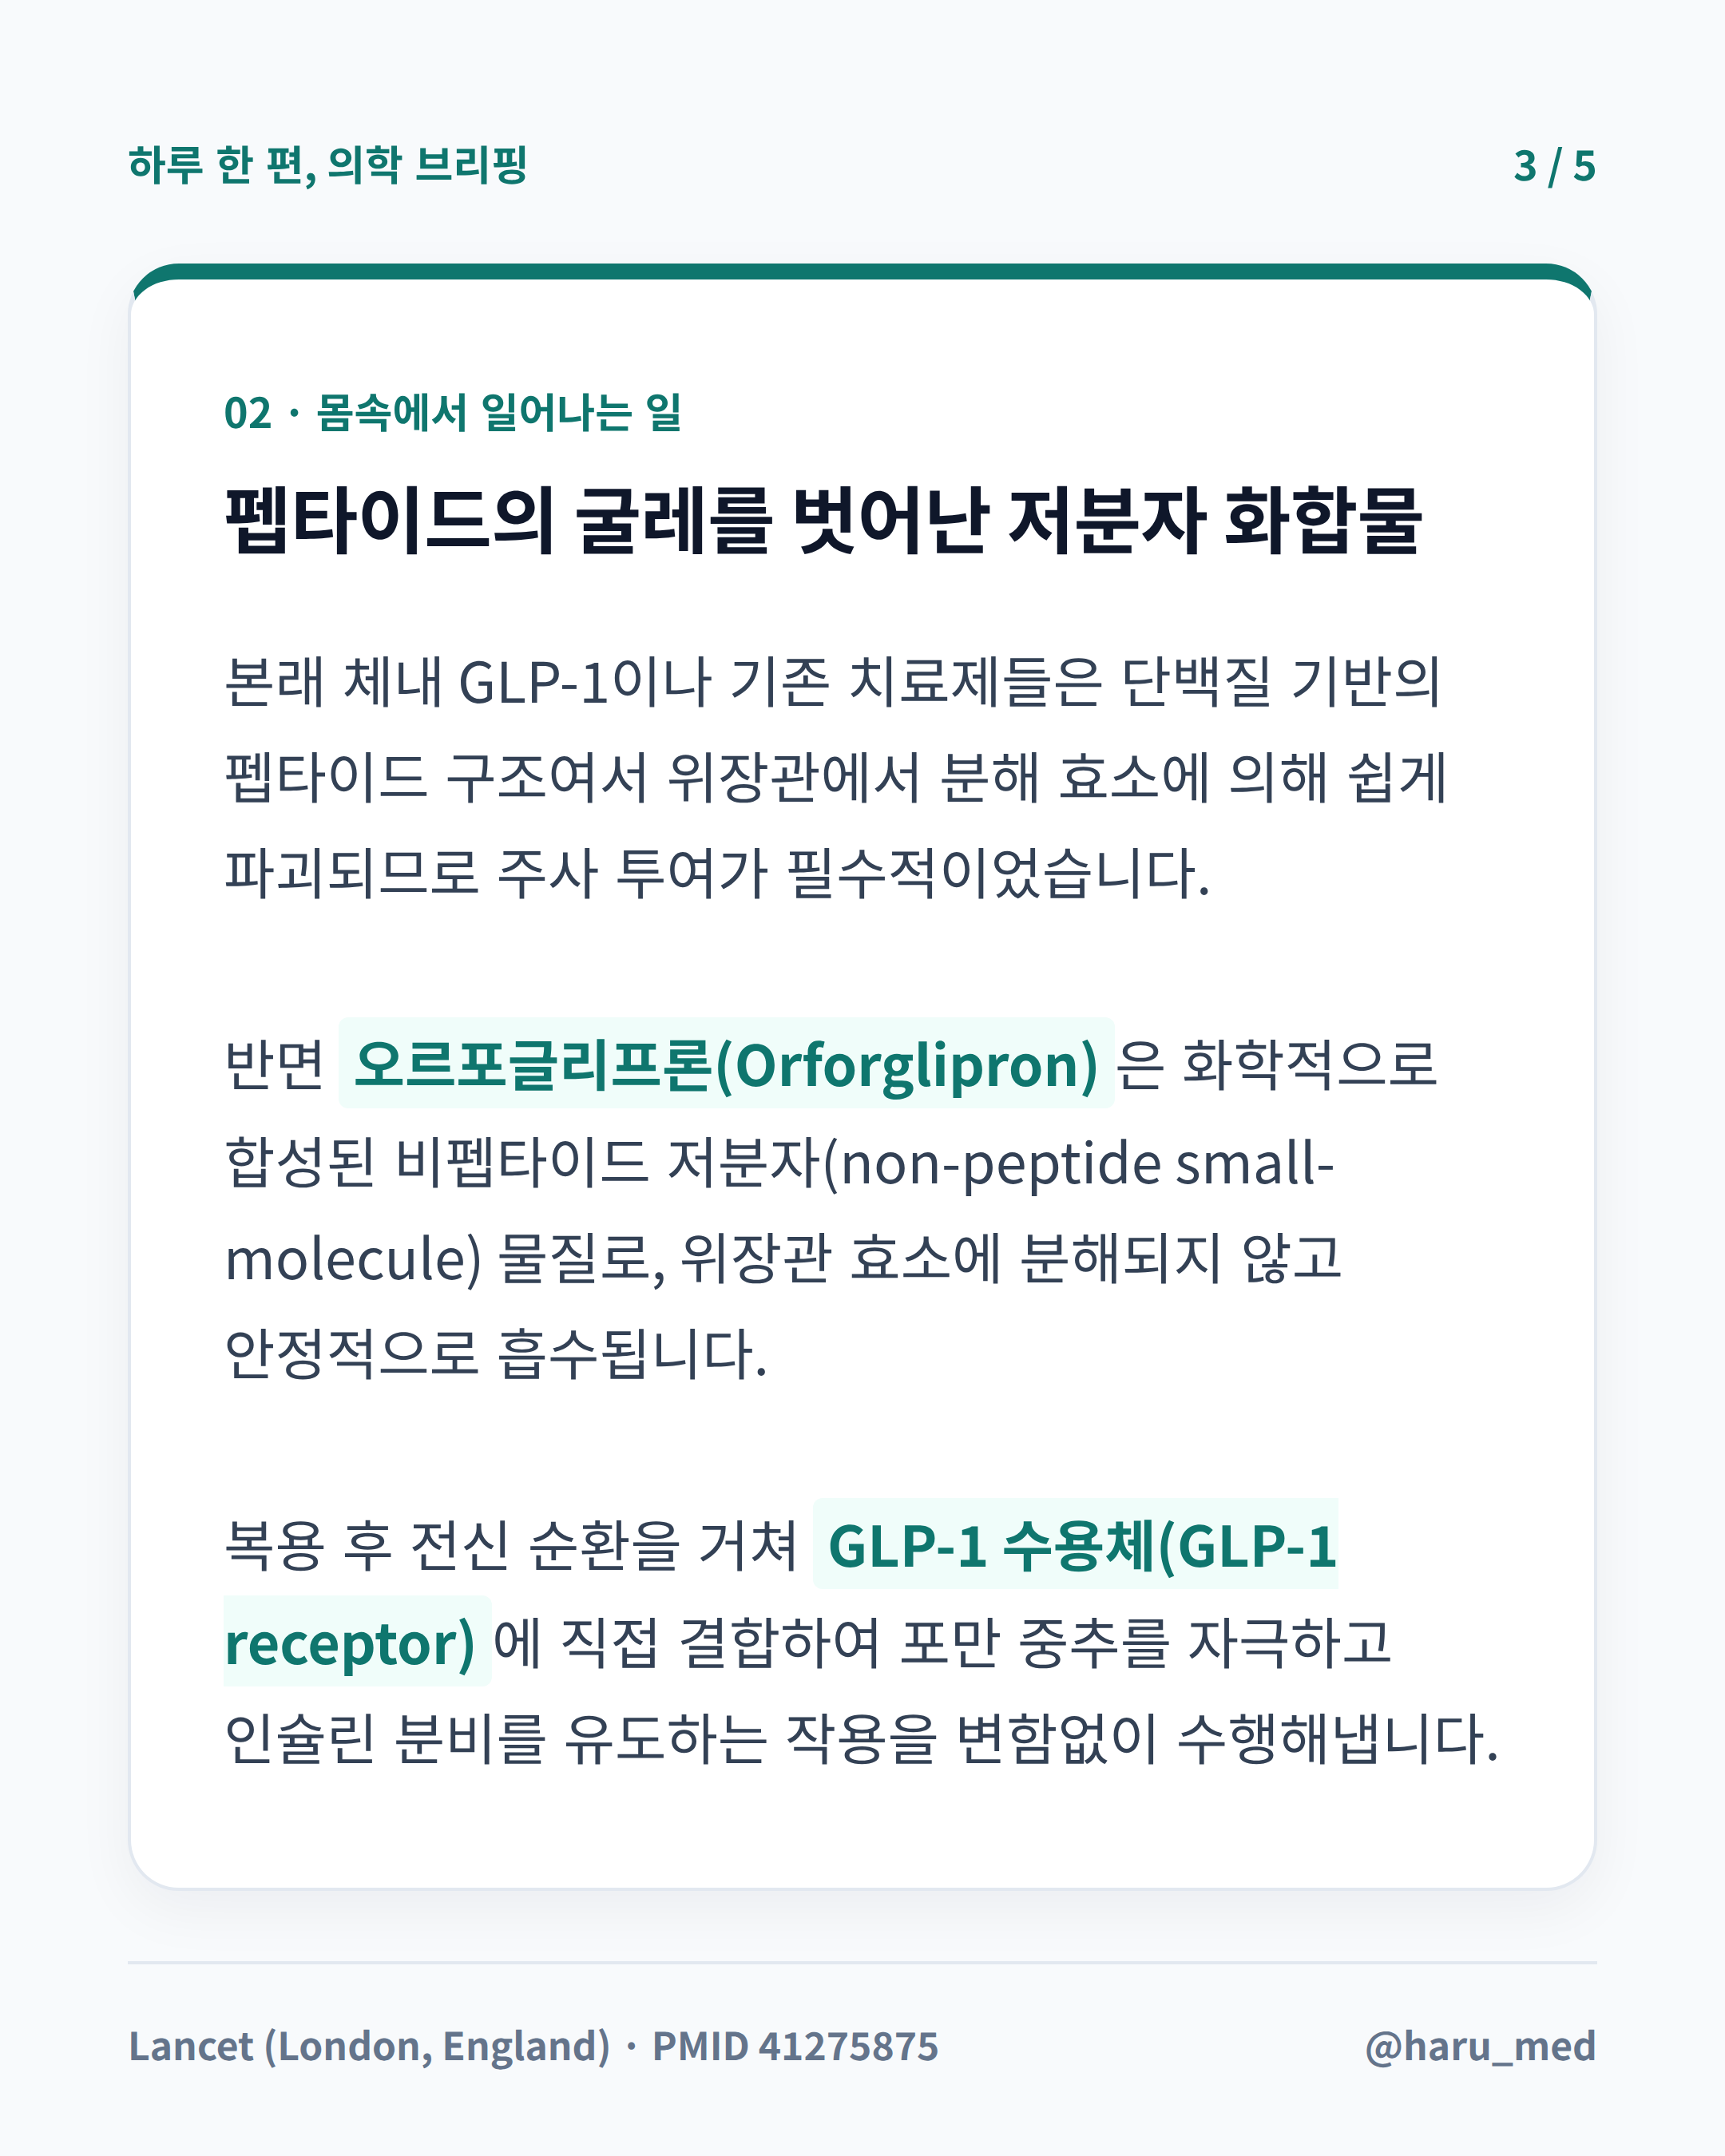 하루 한 편, 의학 브리핑
3 / 5
02 · 몸속에서 일어나는 일
펩타이드의 굴레를 벗어난 저분자 화합물
본래 체내 GLP-1이나 기존 치료제들은 단백질 기반의
펩타이드 구조여서 위장관에서 분해 효소에 의해 쉽게
파괴되므로 주사 투여가 필수적이었습니다.
반면 오르포글리프론(Orforglipron)은 화학적으로
합성된 비펩타이드 저분자(non-peptide small-
molecule) 물질로, 위장관 효소에 분해되지 않고
안정적으로 흡수됩니다.
복용 후 전신 순환을 거쳐 GLP-1 수용체(GLP-1
receptor)에 직접 결합하여 포만 중추를 자극하고
인슐린 분비를 유도하는 작용을 변함없이 수행해냅니다.
Lancet (London, England) · PMID 41275875
@haru_med